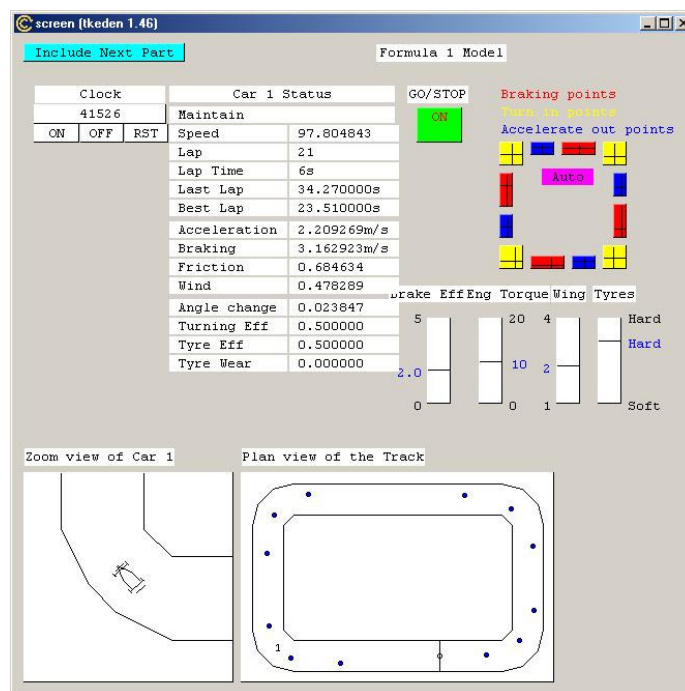 screen (tkeden 1.46)
Include Next Part
Formula 1 Model
Clock
41526
ON OFF RST
Car 1 Status
Maintain
Speed 97.804843
Lap 21
Lap Time 6s
Last Lap 34.270000s
Best Lap 23.510000s
Acceleration 2.209269m/s
Braking 3.162923m/s
Friction 0.684634
Wind 0.478289
Angle change 0.023847
Turning Eff 0.500000
Tyre Eff 0.500000
Tyre Wear 0.000000
GO/STOP
ON
Braking points
Turn in points
Accelerate out points
Auto
Brake Eff Eng Torque Wing Tyres
5 20 4 Hard
Hard
2.0 10 2
0 0 1 Soft
Zoom view of Car 1
Plan view of the Track
1